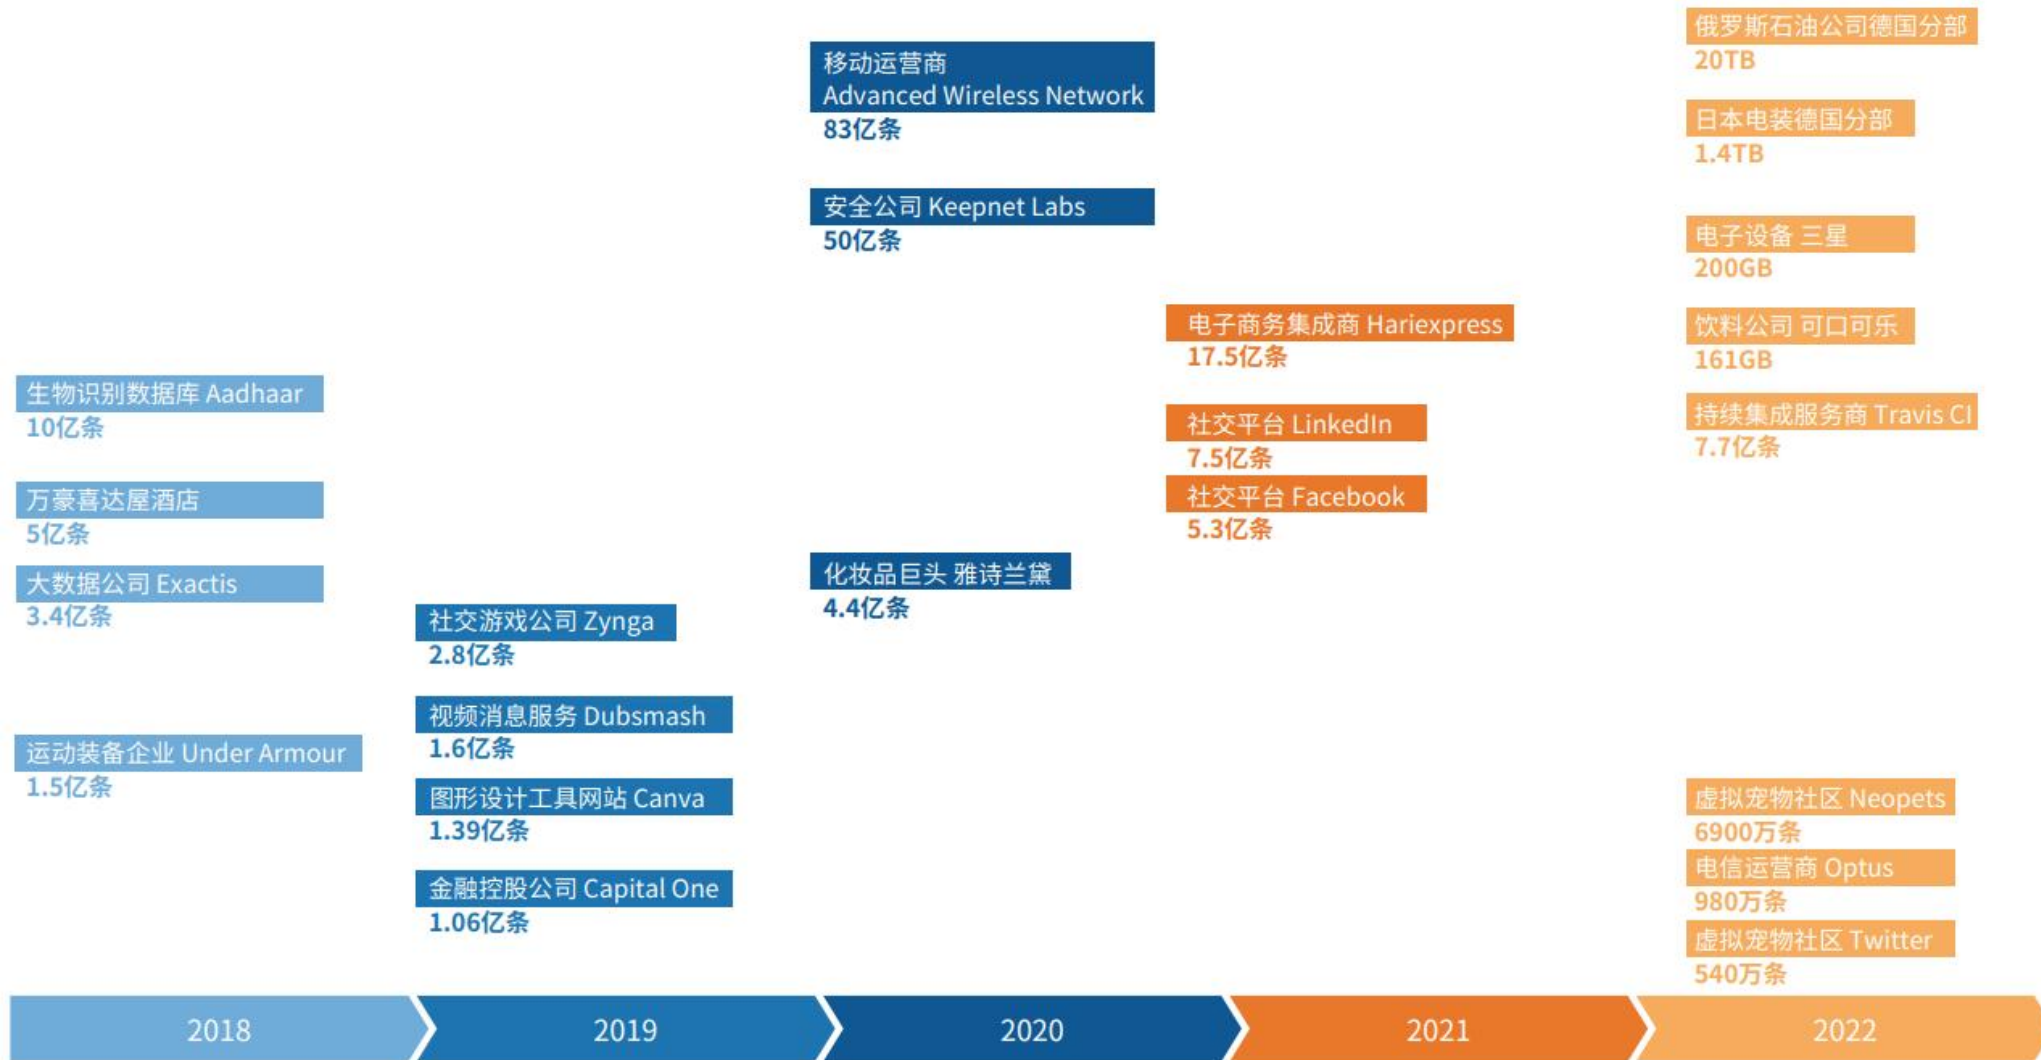 生物识别数据库 Aadhaar
10亿条
万豪喜达屋酒店
5亿条
大数据公司 Exactis
3.4亿条
运动装备企业 Under Armour
1.5亿条
社交游戏公司 Zynga
2.8亿条
视频消息服务 Dubsmash
1.6亿条
图形设计工具网站 Canva
1.39亿条
金融控股公司 Capital One
1.06亿条
移动运营商
Advanced Wireless Network
83亿条
安全公司 Keepnet Labs
50亿条
化妆品巨头 雅诗兰黛
4.4亿条
电子商务集成商 Hariexpress
17.5亿条
社交平台 LinkedIn
7.5亿条
社交平台 Facebook
5.3亿条
俄罗斯石油公司德国分部
20TB
日本电装德国分部
1.4TB
电子设备 三星
200GB
饮料公司 可口可乐
161GB
持续集成服务商 Travis CI
7.7亿条
虚拟宠物社区 Neopets
6900万条
电信运营商 Optus
980万条
虚拟宠物社区 Twitter
540万条
2018
2019
2020
2021
2022